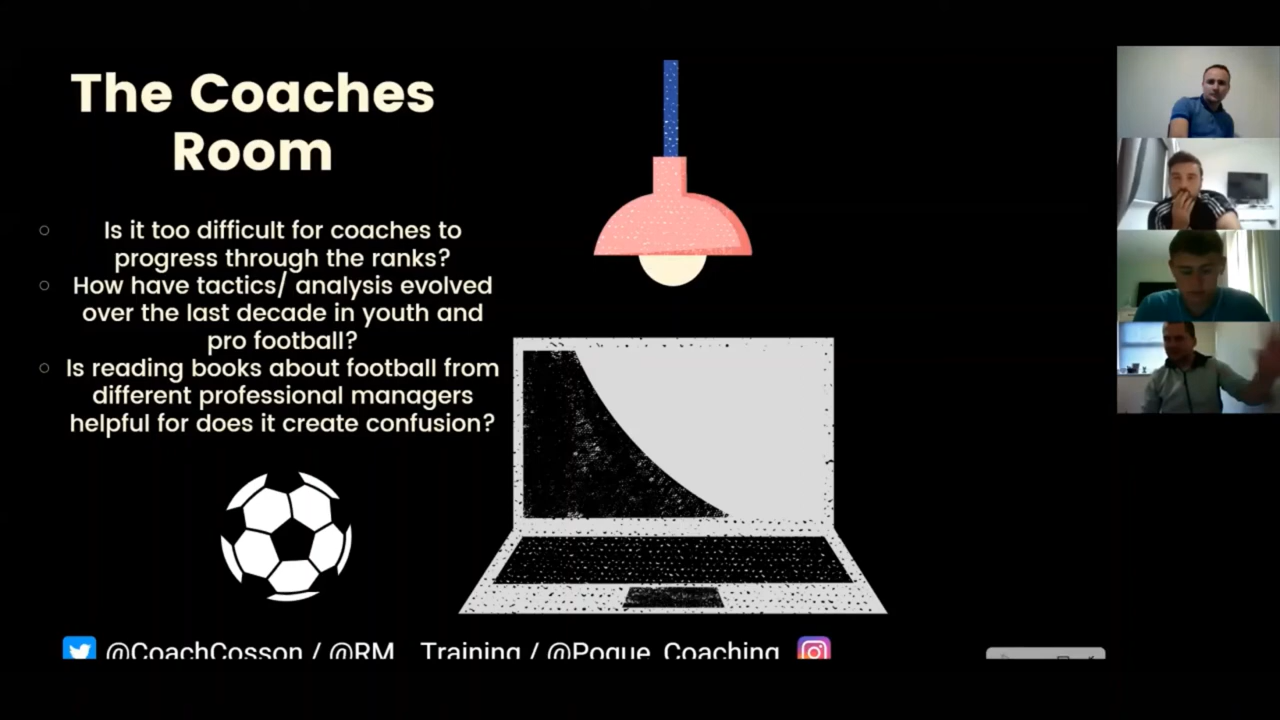 The Coaches
Room
Is it too difficult for coaches to
progress through the ranks?
How have tactics/ analysis evolved
over the last decade in youth and
pro football?
Is reading books about football from
different professional managers
helpful for does it create confusion?
@CoachCosson / @RM_Training / @Pogue_Coaching